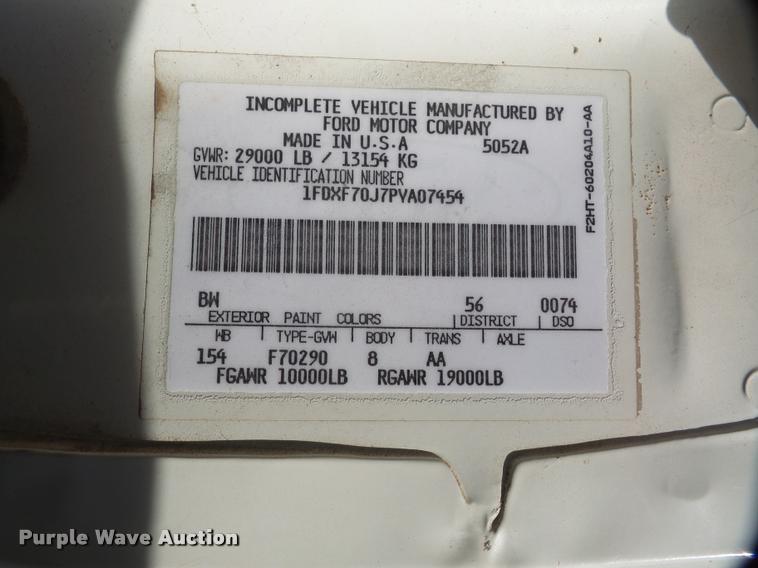 INCOMPLETE VEHICLE MANUFACTURED BY
FORD MOTOR COMPANY
MADE IN U.S.A 5052A
GVWR: 29000 LB / 13154 KG
VEHICLE IDENTIFICATION NUMBER
1FDXF70J7PVA07454
F2HT-60204A10-AA
BW 56 0074
EXTERIOR PAINT COLORS DISTRICT DSO
WB TYPE-GVW BODY TRANS AXLE
154 F70290 8 AA
FGAWR 10000LB RGAWR 19000LB
Purple Wave Auction